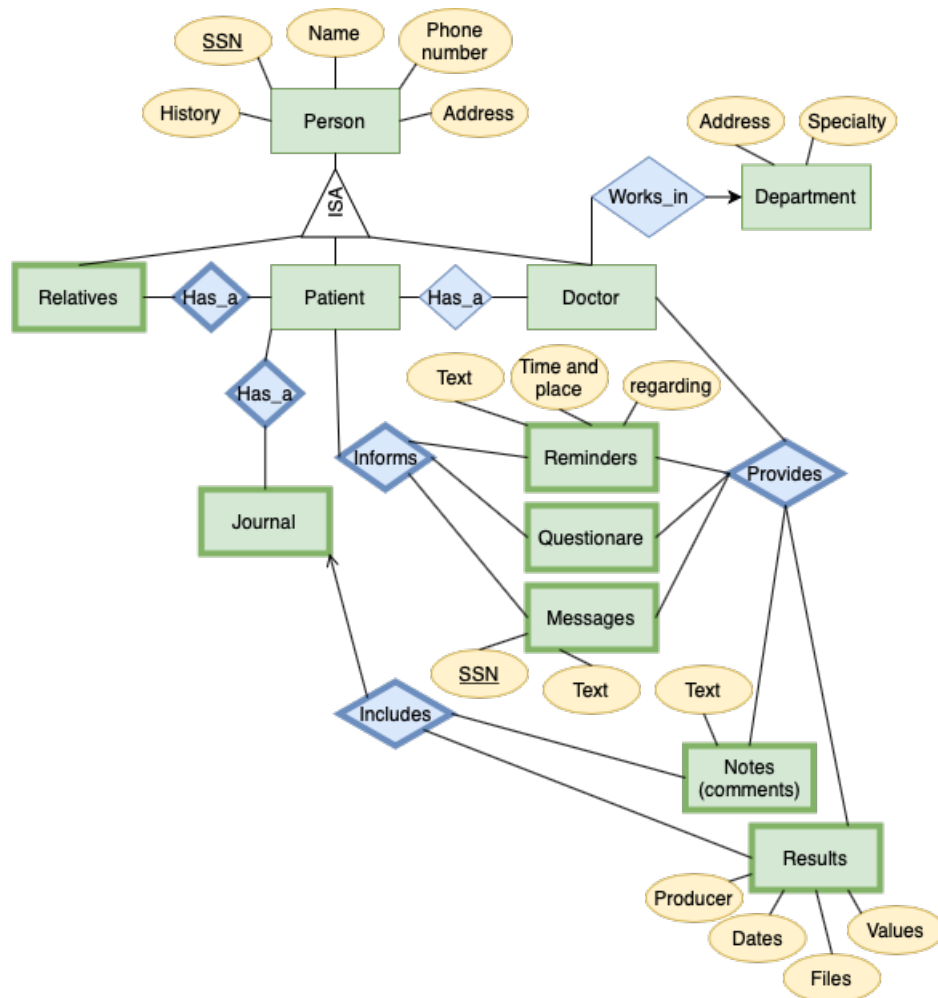 SSN
Name
Phone
number
History
Person
Address
ISA
Address
Specialty
Works_in
Department
Relatives
Has_a
Patient
Has_a
Doctor
Has_a
Text
Time and
place
regarding
Informs
Reminders
Provides
Journal
Questionare
Messages
SSN
Text
Text
Includes
Notes
(comments)
Results
Producer
Dates
Values
Files